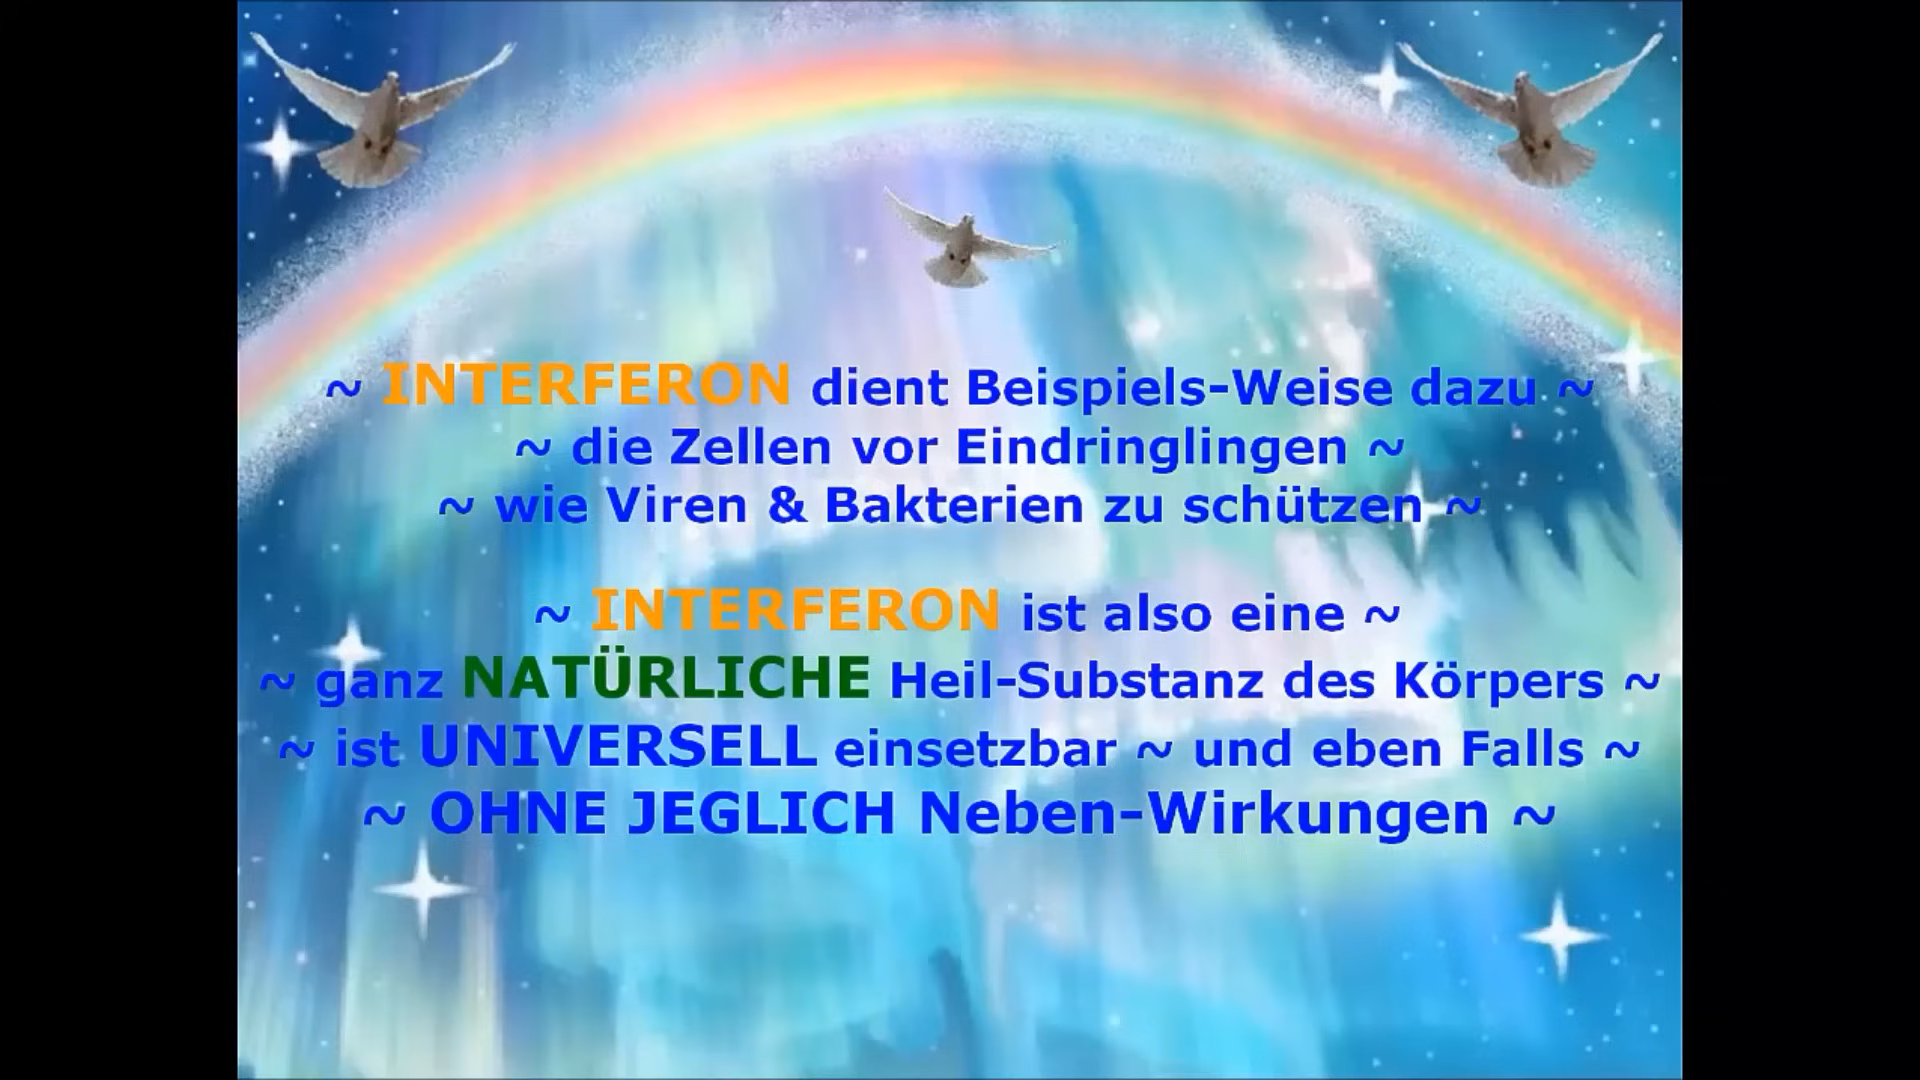 ~ INTERFERON dient Beispiels-Weise dazu ~
~ die Zellen vor Eindringlingen ~
~ wie Viren & Bakterien zu schützen ~
~ INTERFERON ist also eine ~
~ ganz NATÜRLICHE Heil-Substanz des Körpers ~
~ ist UNIVERSELL einsetzbar ~ und eben Falls ~
~ OHNE JEGLICH Neben-Wirkungen ~